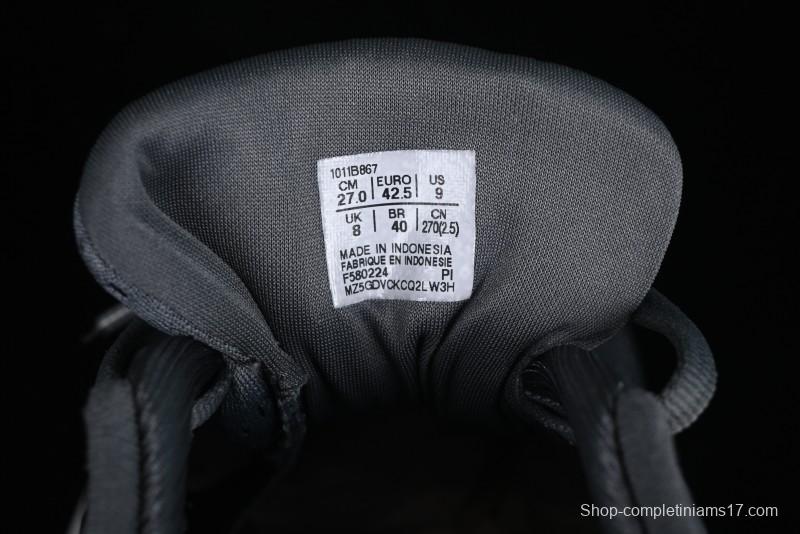 1011B867
CM | EURO | US
27.0 | 42.5 | 9
UK | BR | CN
8 | 40 | 270(2.5)
MADE IN INDONESIA
FABRIQUE EN INDONESIE
F580224 PI
MZ5GDVCKCQ2LW3H
Shop-completiniams17.com